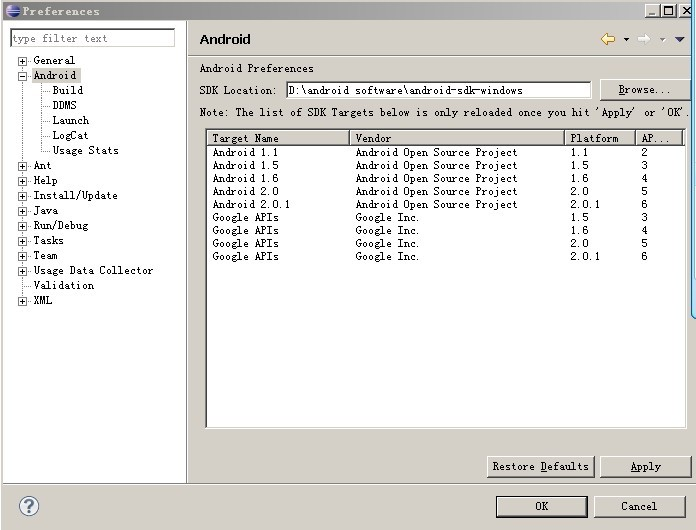 Preferences
type filter text
General
Android
Build
DDMS
Launch
LogCat
Usage Stats
Ant
Help
Install/Update
Java
Run/Debug
Tasks
Team
Usage Data Collector
Validation
XML
Android
Android Preferences
SDK Location: D:\android software\android-sdk-windows Browse...
Note: The list of SDK Targets below is only reloaded once you hit 'Apply' or 'OK'.
Target Name Vendor Platform AP...
Android 1.1 Android Open Source Project 1.1 2
Android 1.5 Android Open Source Project 1.5 3
Android 1.6 Android Open Source Project 1.6 4
Android 2.0 Android Open Source Project 2.0 5
Android 2.0.1 Android Open Source Project 2.0.1 6
Google APIs Google Inc. 1.5 3
Google APIs Google Inc. 1.6 4
Google APIs Google Inc. 2.0 5
Google APIs Google Inc. 2.0.1 6
Restore Defaults Apply
? OK Cancel